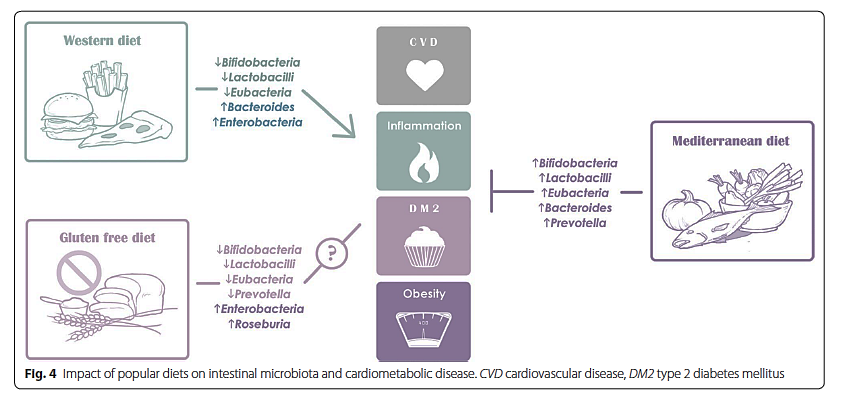 Western diet
↓Bifidobacteria
↓Lactobacilli
↓Eubacteria
↑Bacteroides
↑Enterobacteria
Gluten free diet
↓Bifidobacteria
↓Lactobacilli
↓Eubacteria
↓Prevotella
↑Enterobacteria
↑Roseburia
?
CVD
Inflammation
DM2
Obesity
↑Bifidobacteria
↑Lactobacilli
↑Eubacteria
↑Bacteroides
↑Prevotella
Mediterranean diet
Fig. 4 Impact of popular diets on intestinal microbiota and cardiometabolic disease. CVD cardiovascular disease, DM2 type 2 diabetes mellitus